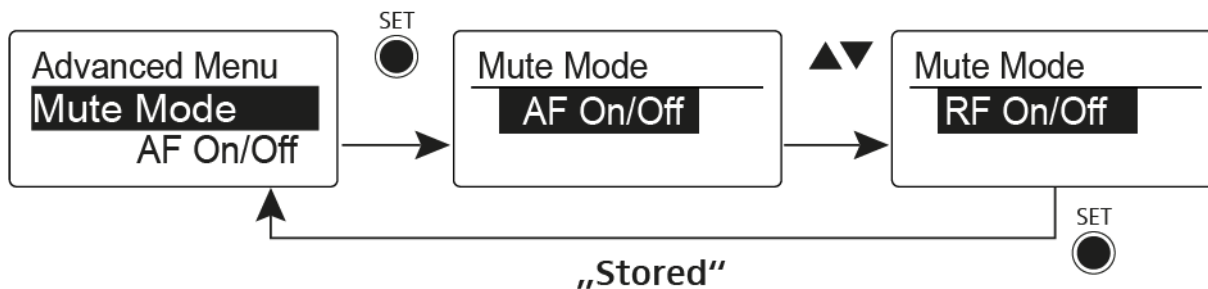 SET
Advanced Menu
Mute Mode
AF On/Off
Mute Mode
AF On/Off
▲▼
Mute Mode
RF On/Off
SET
„Stored“